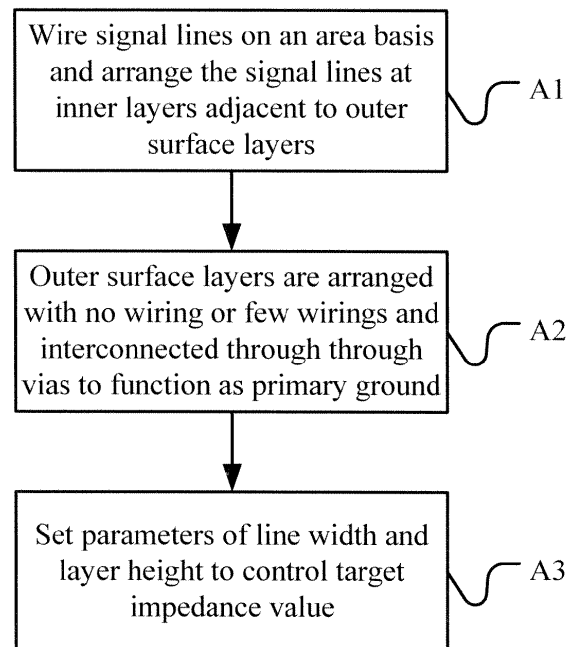 Wire signal lines on an area basis
and arrange the signal lines at
inner layers adjacent to outer
surface layers
A1
Outer surface layers are arranged
with no wiring or few wirings and
interconnected through through
vias to function as primary ground
A2
Set parameters of line width and
layer height to control target
impedance value
A3